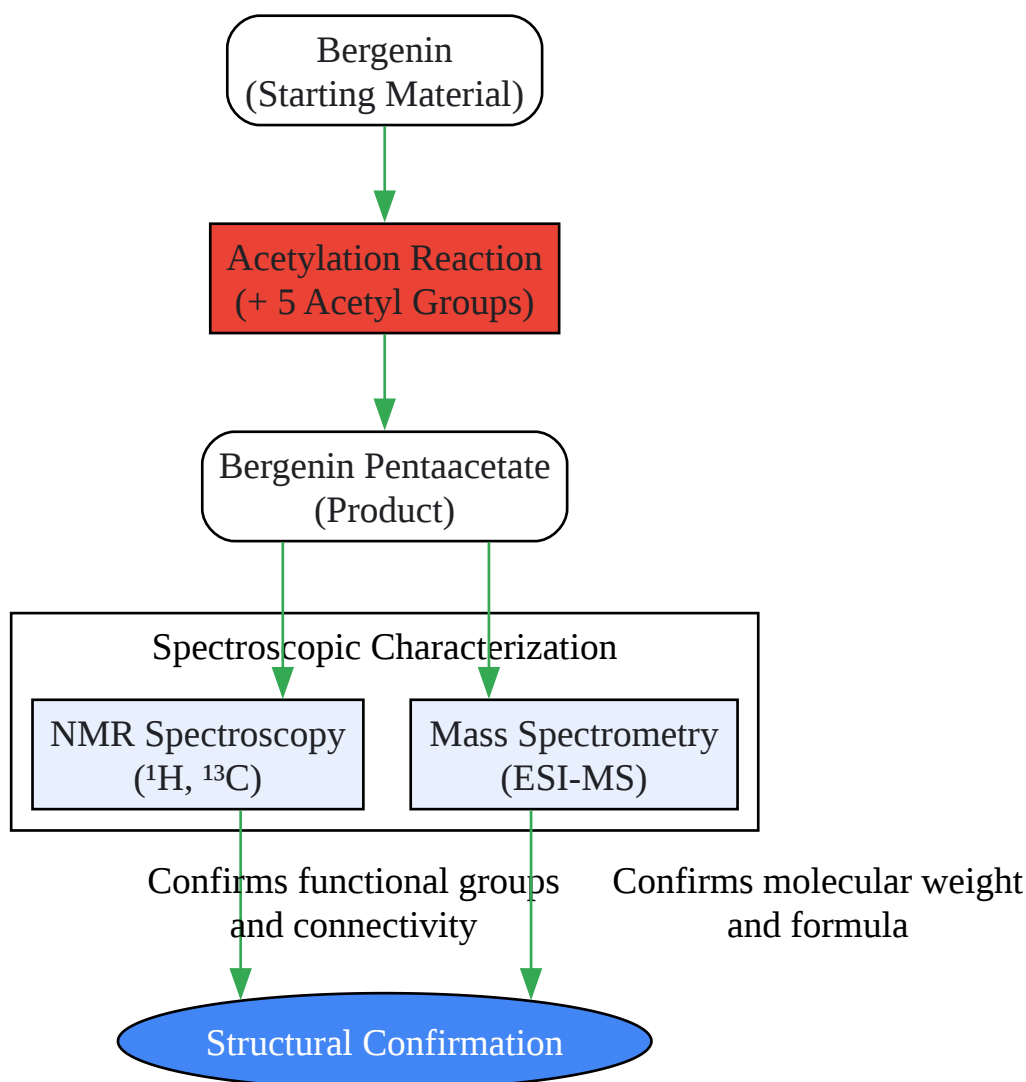 Bergenin
(Starting Material)
Acetylation Reaction
(+ 5 Acetyl Groups)
Bergenin Pentaacetate
(Product)
Spectroscopic Characterization
NMR Spectroscopy
(¹H, ¹³C)
Mass Spectrometry
(ESI-MS)
Confirms functional groups
and connectivity
Confirms molecular weight
and formula
Structural Confirmation